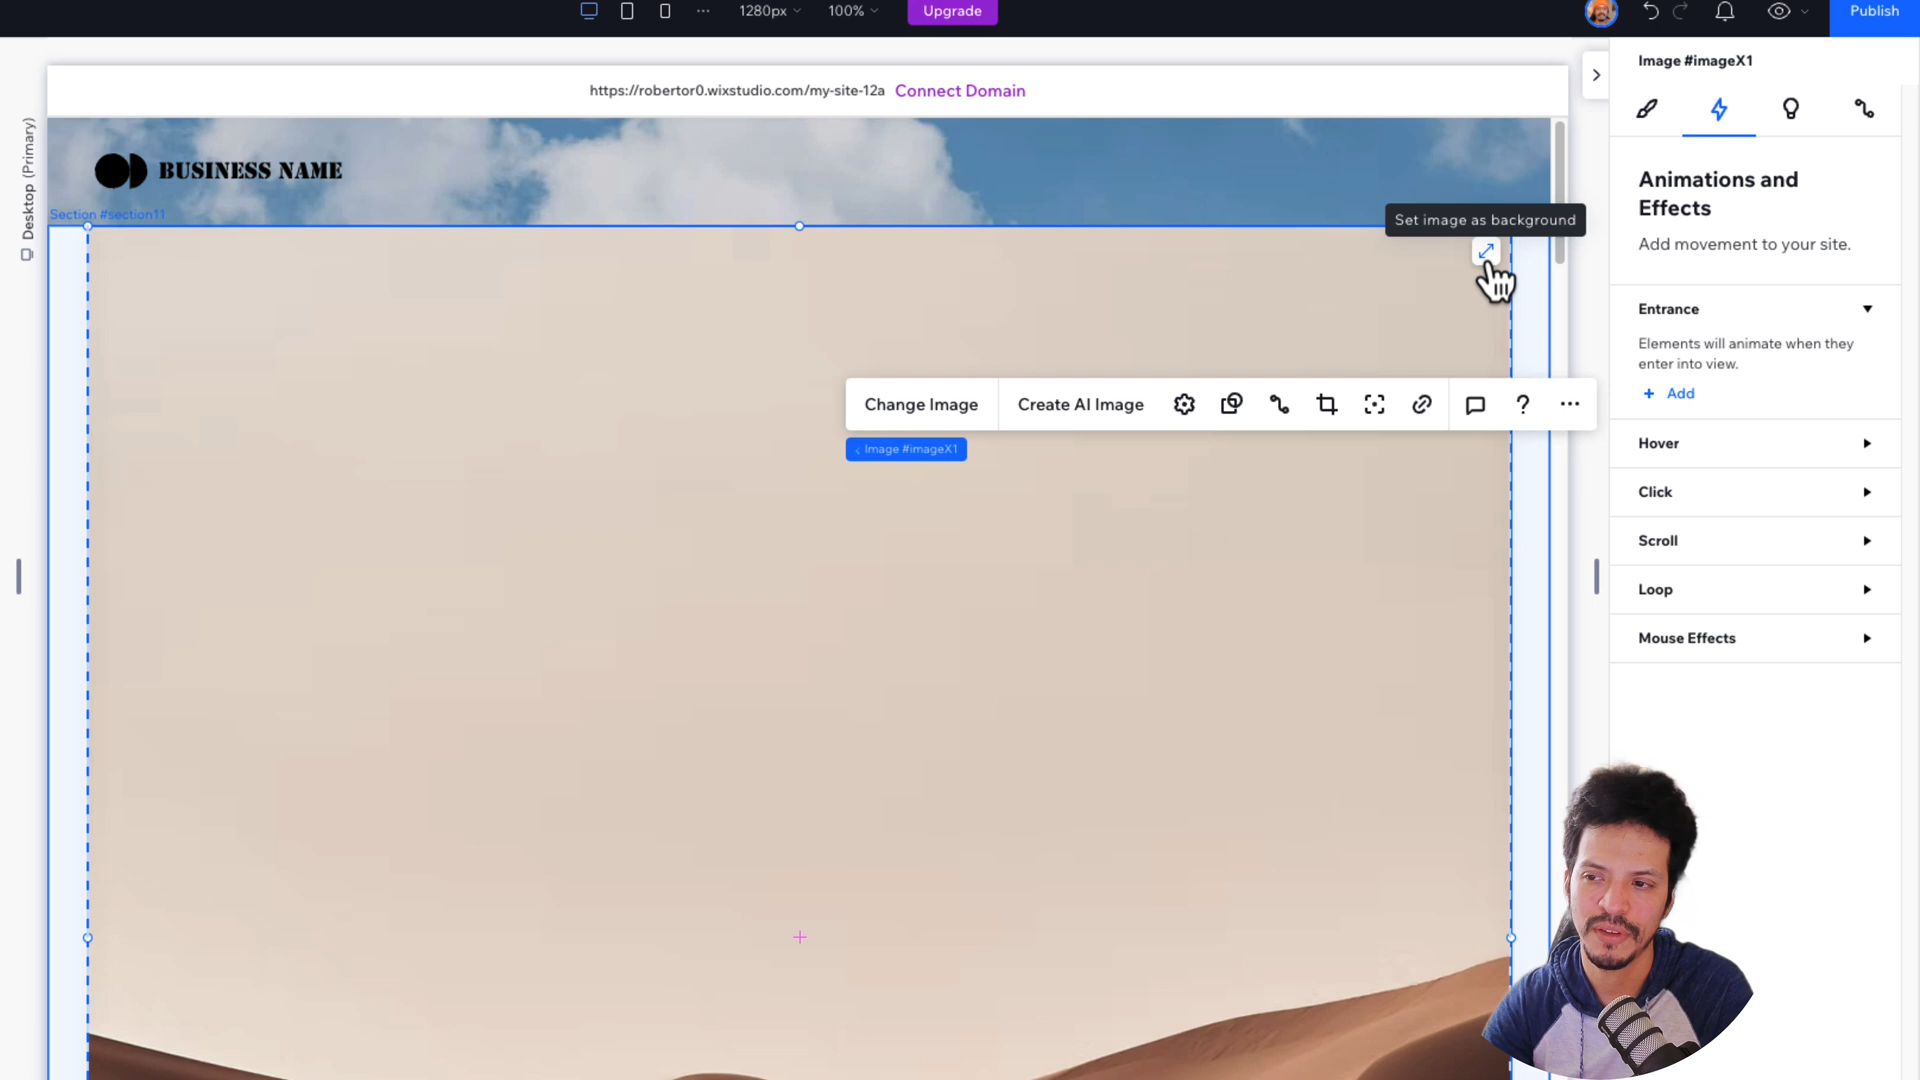 1280px
100%
Upgrade
Publish
https://robertor0.wixstudio.com/my-site-12a Connect Domain
Desktop (Primary)
BUSINESS NAME
Section #section11
Set image as background
Change Image
Create AI Image
?
Image #imageX1
Image #imageX1
Animations and
Effects
Add movement to your site.
Entrance
Elements will animate when they
enter into view.
+ Add
Hover
Click
Scroll
Loop
Mouse Effects